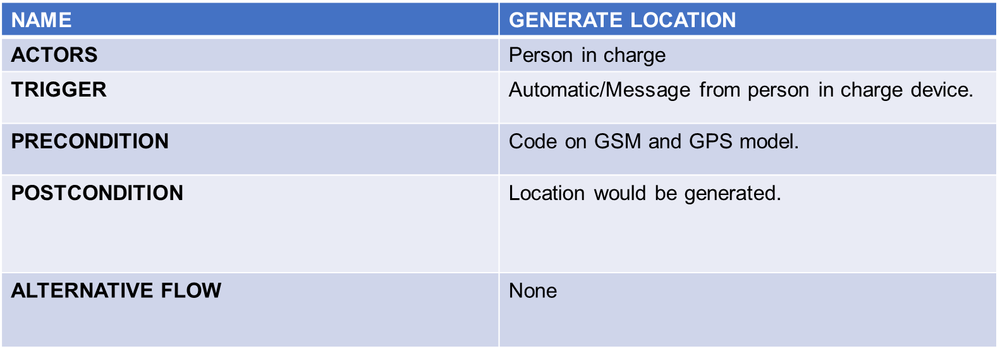 NAME GENERATE LOCATION
ACTORS Person in charge
TRIGGER Automatic/Message from person in charge device.
PRECONDITION Code on GSM and GPS model.
POSTCONDITION Location would be generated.
ALTERNATIVE FLOW None